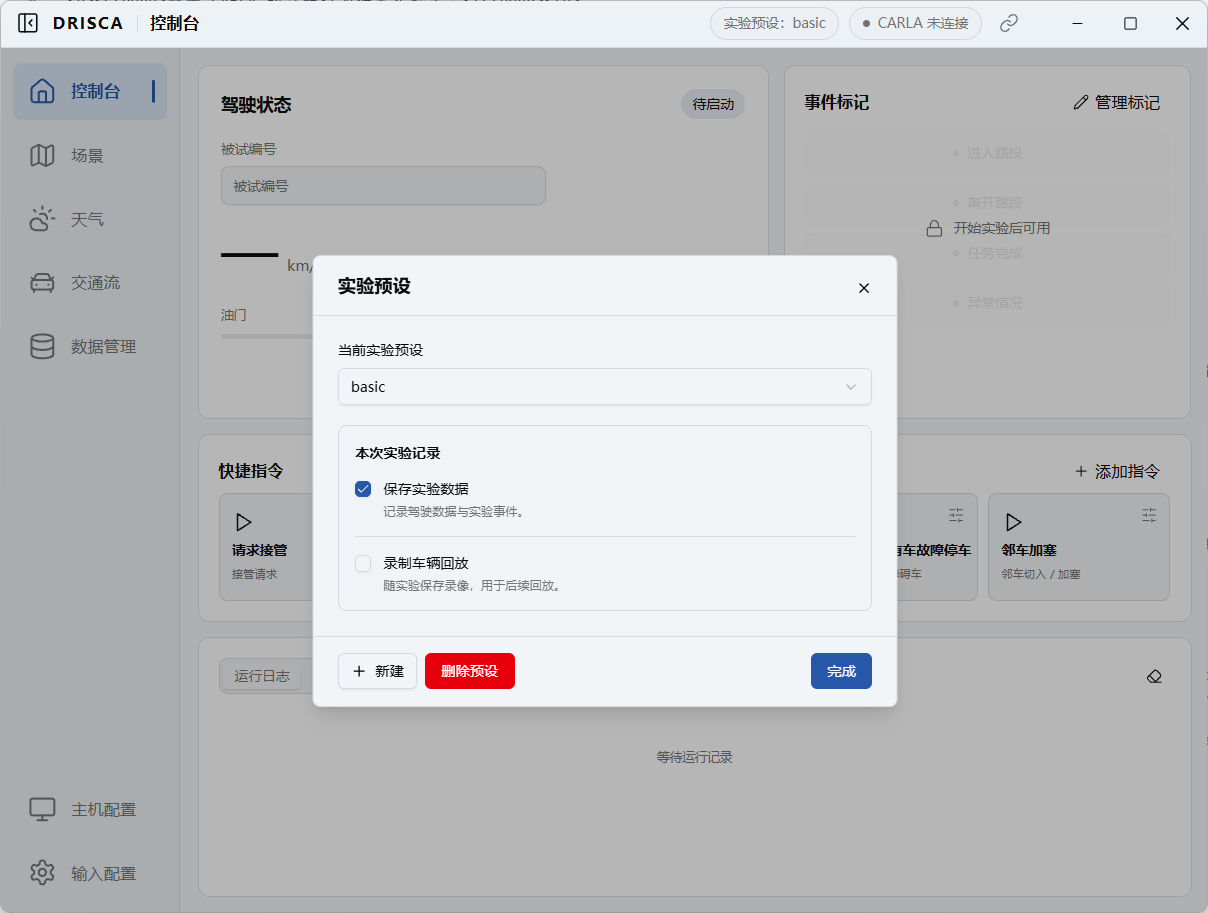 DRISCA
控制台
实验预设：basic
CARLA 未连接
控制台
场景
天气
交通流
数据管理
主机配置
输入配置
驾驶状态
待启动
被试编号
被试编号
km/
油门
事件标记
管理标记
进入路段
离开路段
开始实验后可用
任务完成
异常情况
实验预设
当前实验预设
basic
本次实验记录
保存实验数据
记录驾驶数据与实验事件。
录制车辆回放
随实验保存录像，用于后续回放。
新建
删除预设
完成
快捷指令
添加指令
请求接管
接管请求
车故障停车
碍车
邻车加塞
邻车切入 / 加塞
运行日志
等待运行记录